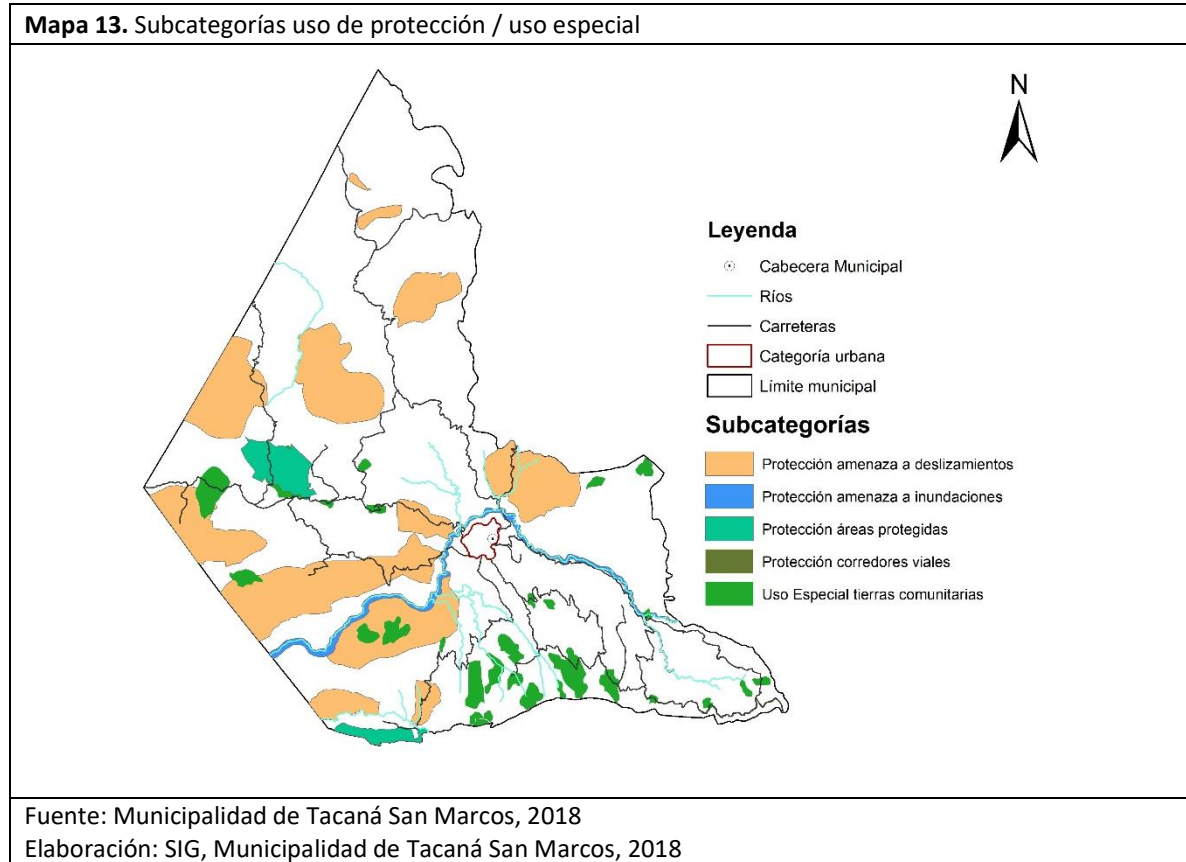 Mapa 13. Subcategorías uso de protección / uso especial
N
Leyenda
Cabecera Municipal
Ríos
Carreteras
Categoría urbana
Límite municipal
Subcategorías
Protección amenaza a deslizamientos
Protección amenaza a inundaciones
Protección áreas protegidas
Protección corredores viales
Uso Especial tierras comunitarias
Fuente: Municipalidad de Tacaná San Marcos, 2018
Elaboración: SIG, Municipalidad de Tacaná San Marcos, 2018